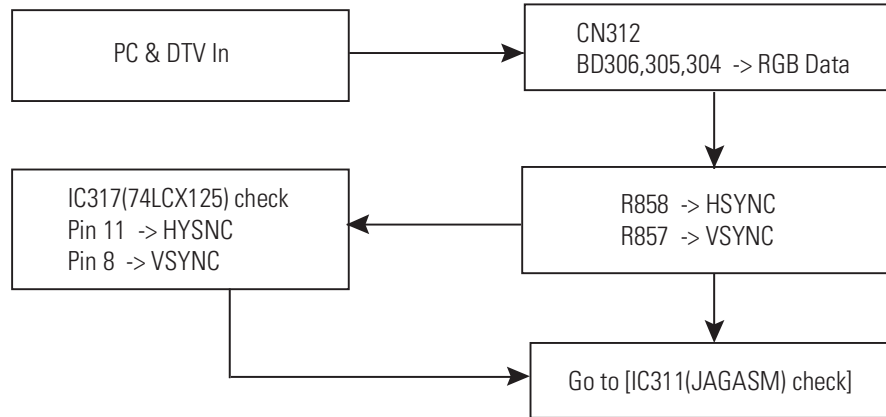 PC & DTV In
CN312
BD306,305,304 -> RGB Data
R858 -> HSYNC
R857 -> VSYNC
IC317(74LCX125) check
Pin 11 -> HYSNC
Pin 8 -> VSYNC
Go to [IC311(JAGASM) check]